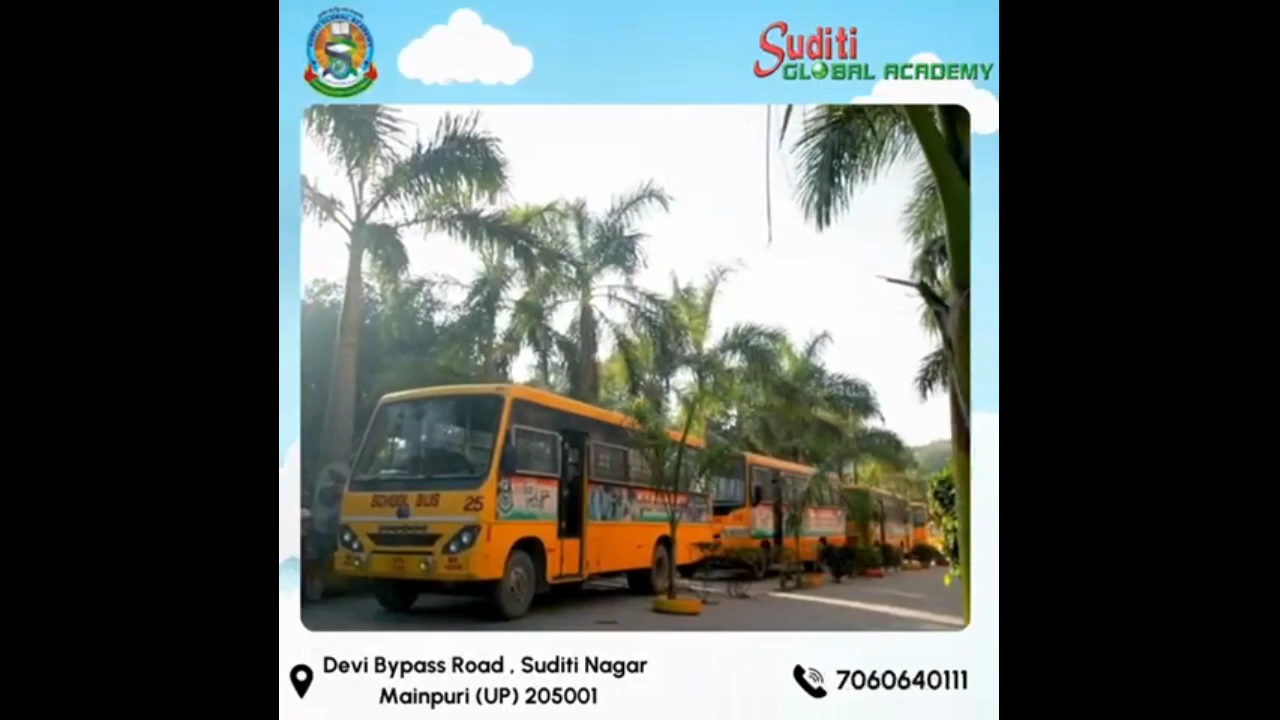 Suditi
GLOBAL ACADEMY
SCHOOL BUS
25
Devi Bypass Road , Suditi Nagar
Mainpuri (UP) 205001
7060640111